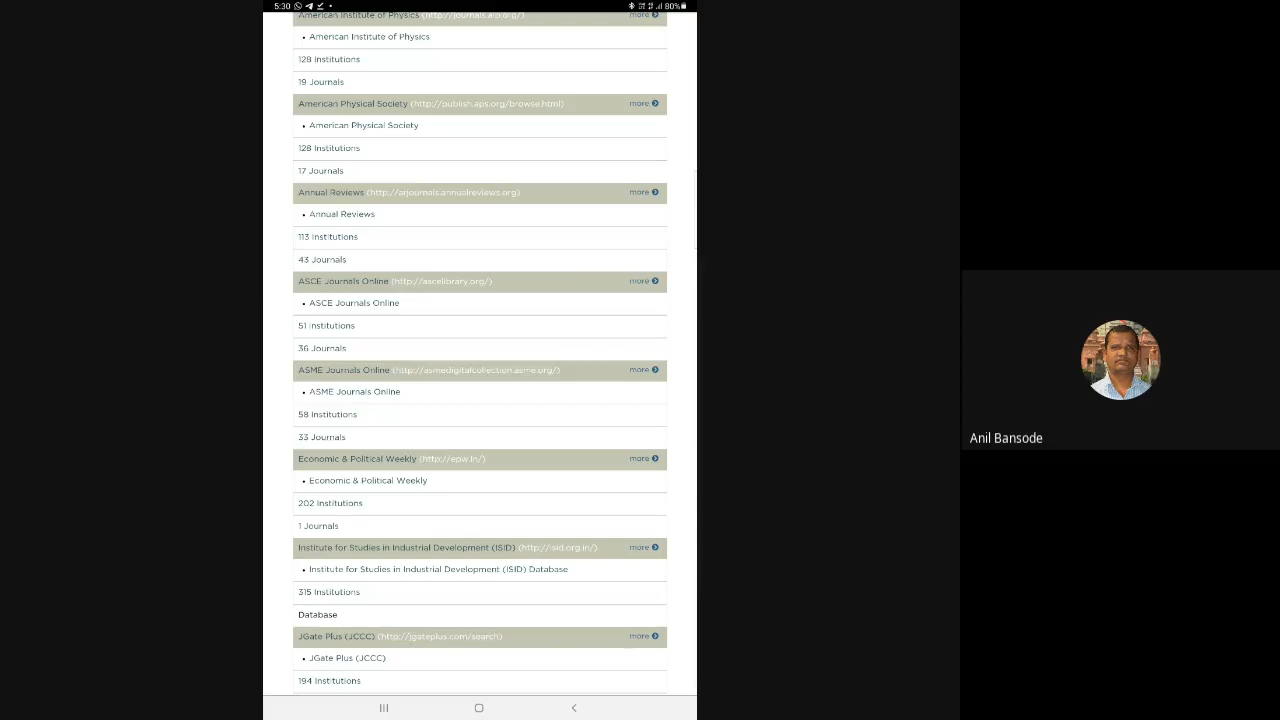 5:30
80%
American Institute of Physics (http://journals.aip.org/) more
• American Institute of Physics
128 Institutions
19 Journals
American Physical Society (http://publish.aps.org/browse.html) more
• American Physical Society
128 Institutions
17 Journals
Annual Reviews (http://arjournals.annualreviews.org) more
• Annual Reviews
113 Institutions
43 Journals
ASCE Journals Online (http://ascelibrary.org/) more
• ASCE Journals Online
51 Institutions
36 Journals
ASME Journals Online (http://asmedigitalcollection.asme.org/) more
• ASME Journals Online
58 Institutions
33 Journals
Economic & Political Weekly (http://epw.in/) more
• Economic & Political Weekly
202 Institutions
1 Journals
Institute for Studies in Industrial Development (ISID) (http://isid.org.in/) more
• Institute for Studies in Industrial Development (ISID) Database
315 Institutions
Database
JGate Plus (JCCC) (http://jgateplus.com/search) more
• JGate Plus (JCCC)
194 Institutions
Anil Bansode